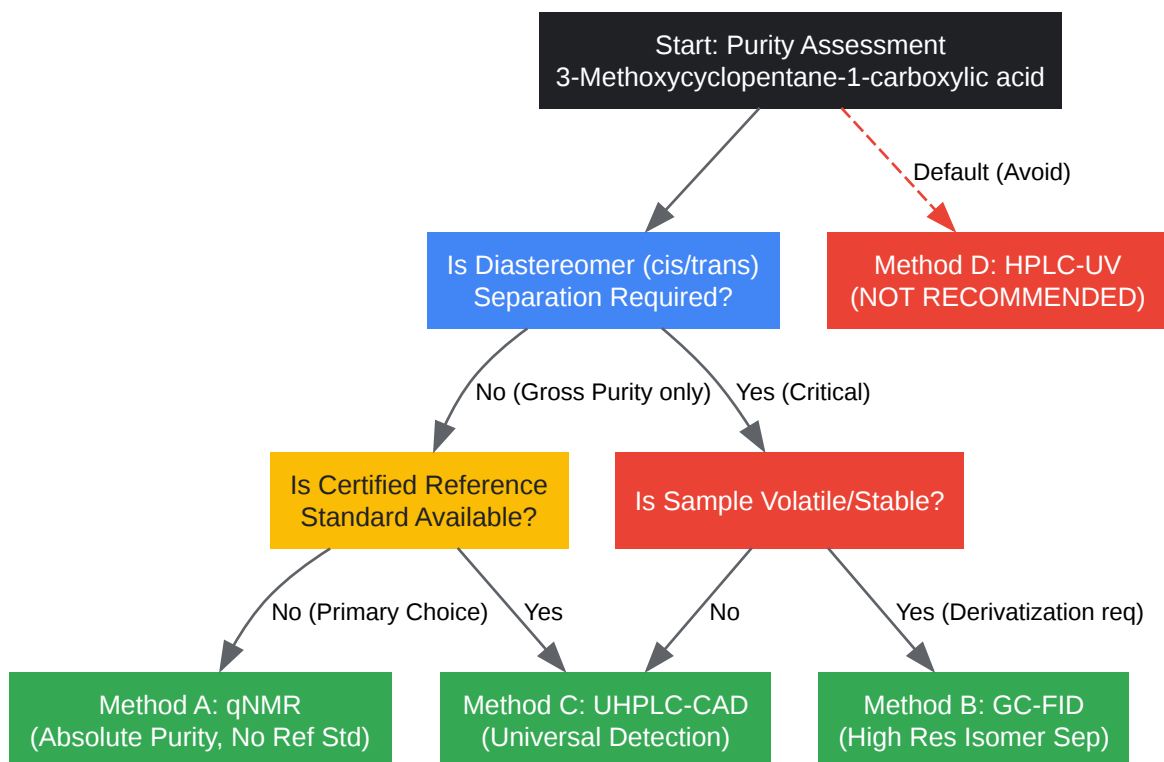 Start: Purity Assessment
3-Methoxycyclopentane-1-carboxylic acid
Default (Avoid)
Is Diastereomer (cis/trans)
Separation Required?
Method D: HPLC-UV
(NOT RECOMMENDED)
No (Gross Purity only)
Yes (Critical)
Is Certified Reference
Standard Available?
Is Sample Volatile/Stable?
No (Primary Choice)
Yes
No
Yes (Derivatization req)
Method A: qNMR
(Absolute Purity, No Ref Std)
Method C: UHPLC-CAD
(Universal Detection)
Method B: GC-FID
(High Res Isomer Sep)